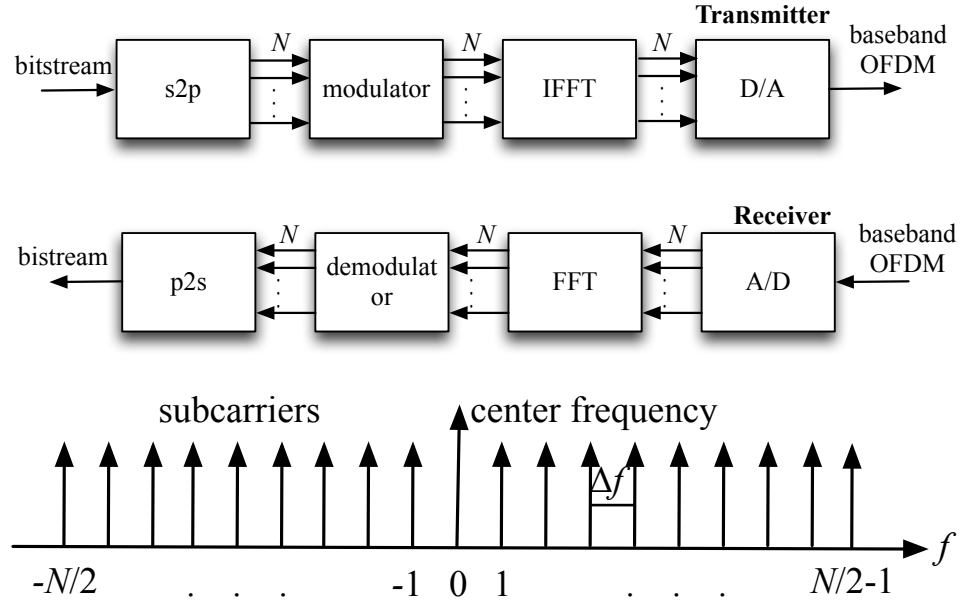 Transmitter
bitstream
s2p
N
modulator
N
IFFT
N
D/A
baseband
OFDM
Receiver
bistream
p2s
N
demodulat
or
N
FFT
N
A/D
baseband
OFDM
subcarriers
center frequency
Δf
f
-N/2 . . . -1 0 1 . . . N/2-1